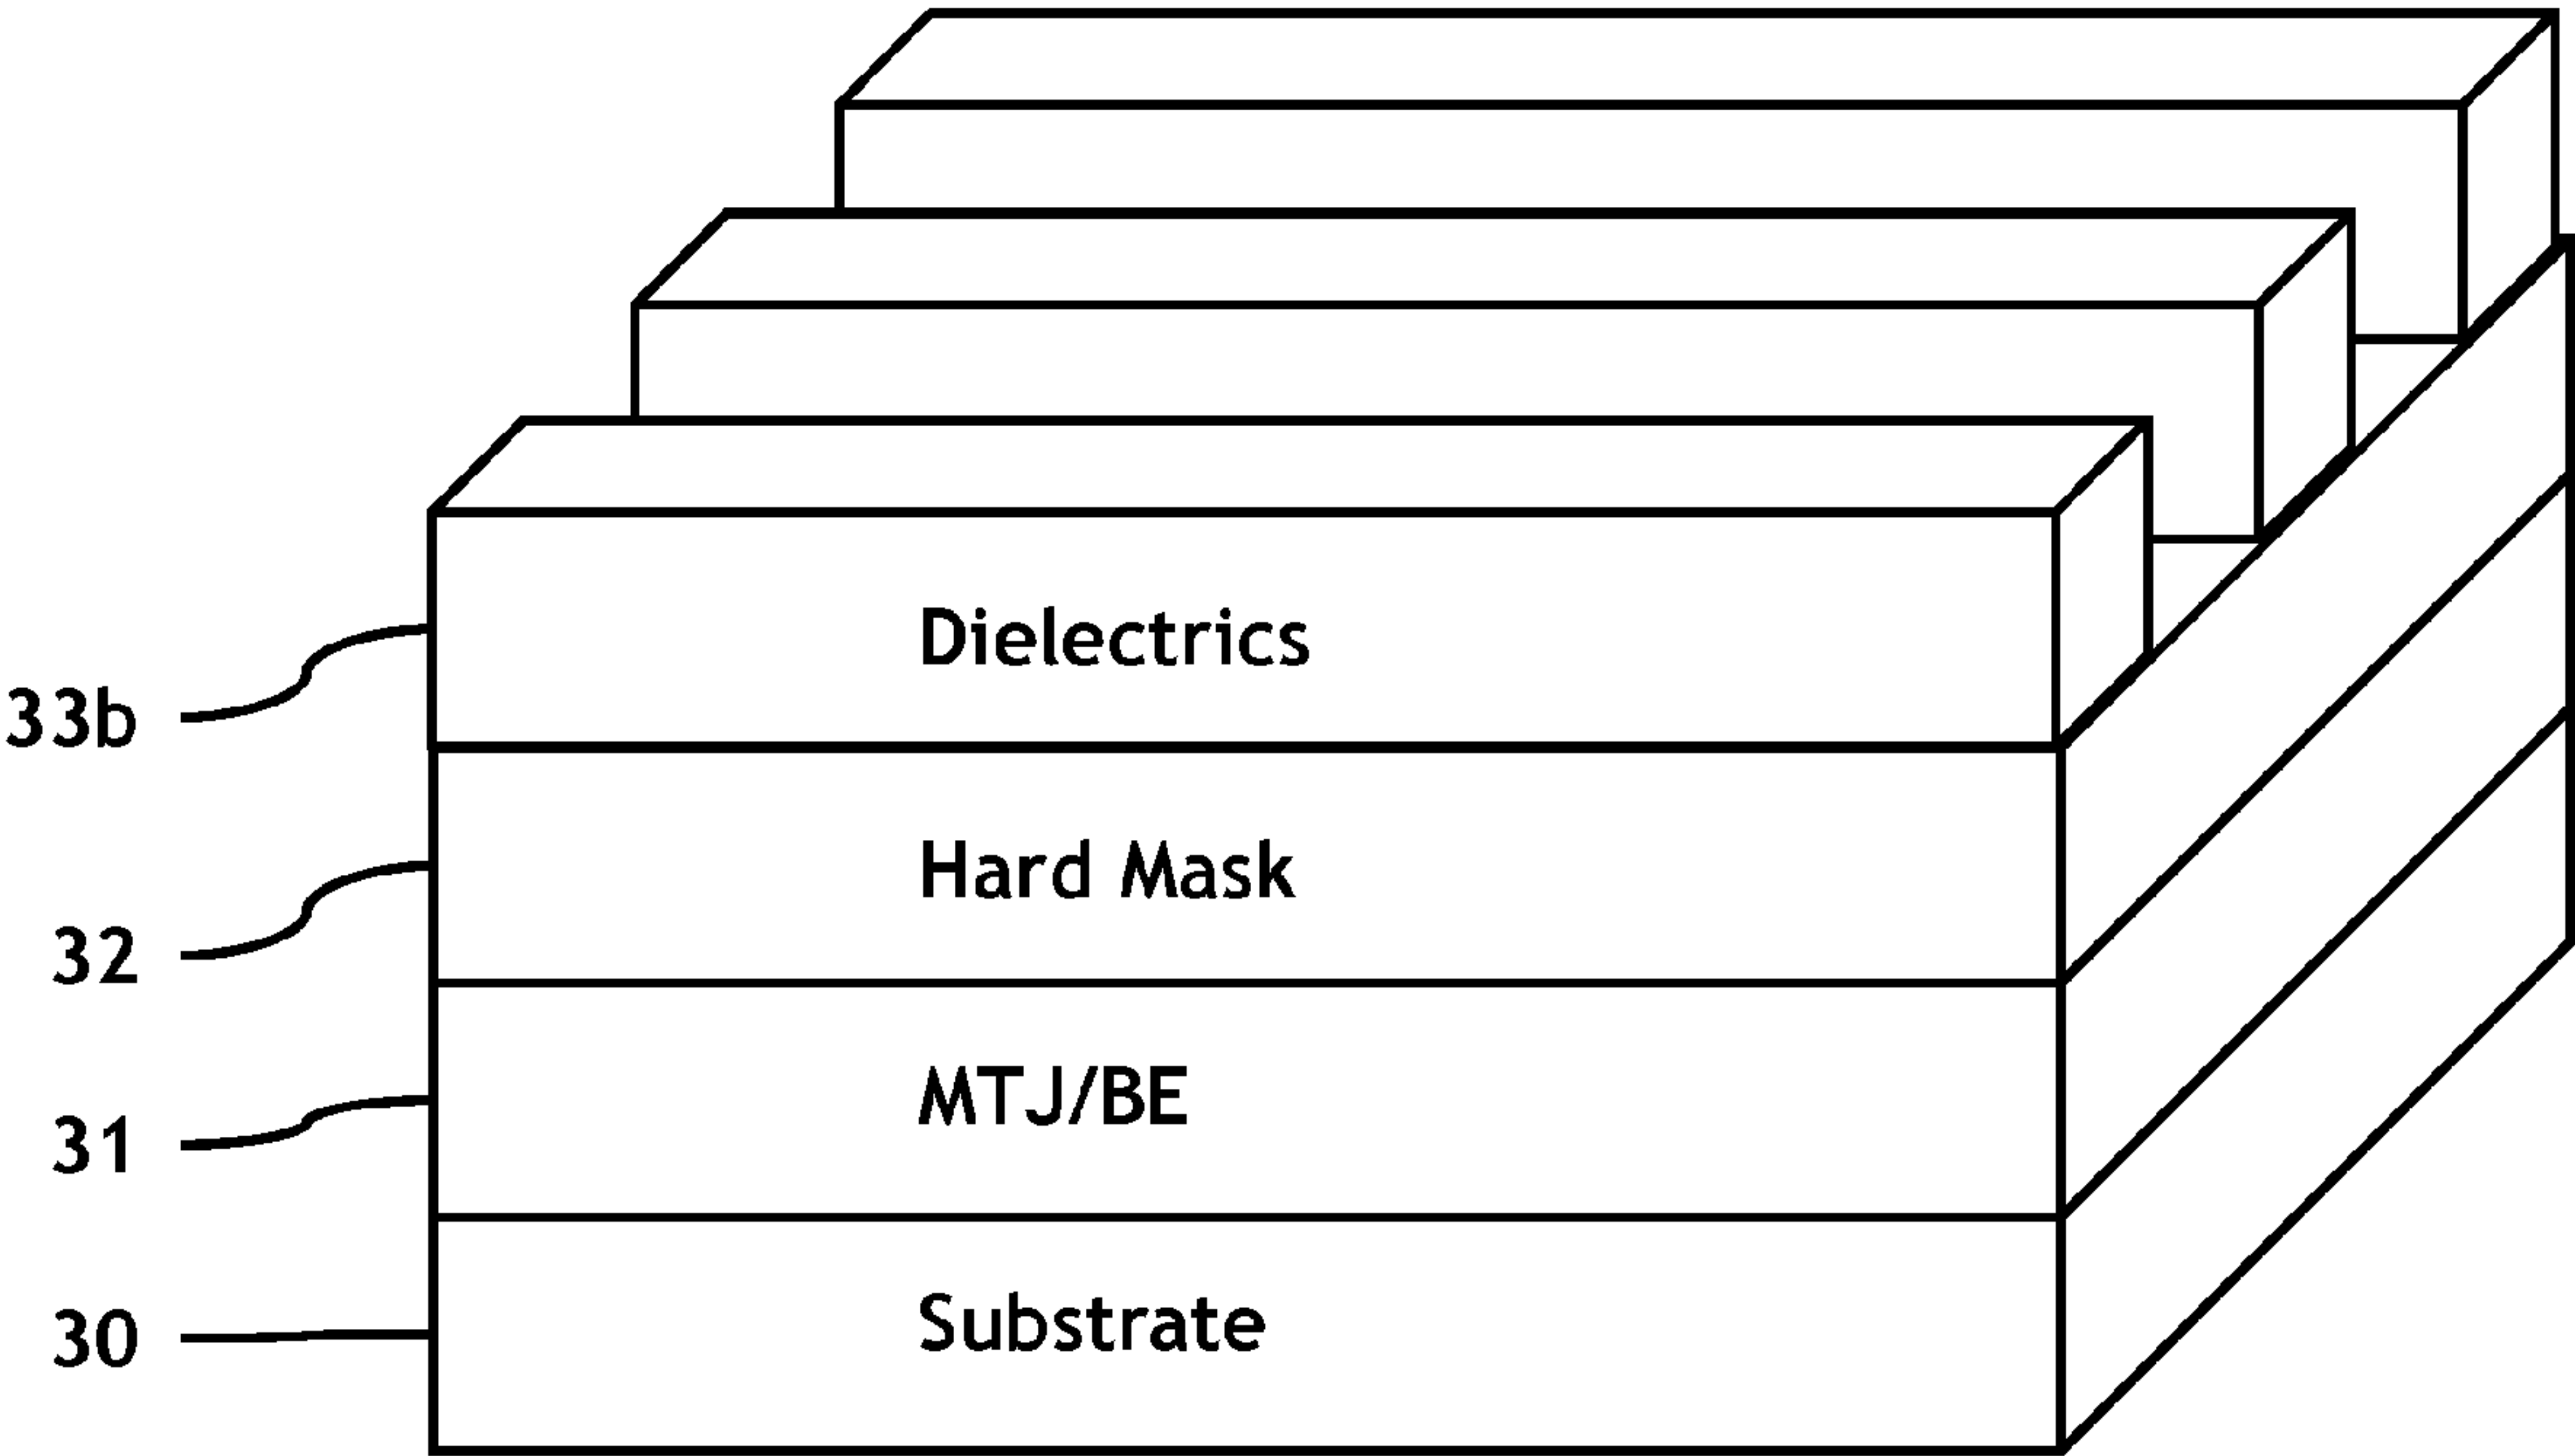 Dielectrics
33b
Hard Mask
32
MTJ/BE
31
Substrate
30